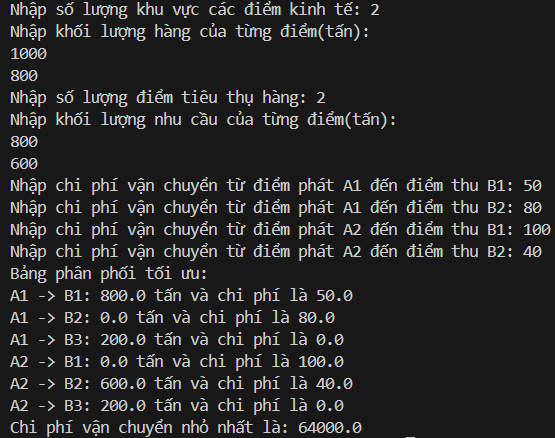 Nhập số lượng khu vực các điểm kinh tế: 2
Nhập khối lượng hàng của từng điểm(tấn):
1000
800
Nhập số lượng điểm tiêu thụ hàng: 2
Nhập khối lượng nhu cầu của từng điểm(tấn):
800
600
Nhập chi phí vận chuyển từ điểm phát A1 đến điểm thu B1: 50
Nhập chi phí vận chuyển từ điểm phát A1 đến điểm thu B2: 80
Nhập chi phí vận chuyển từ điểm phát A2 đến điểm thu B1: 100
Nhập chi phí vận chuyển từ điểm phát A2 đến điểm thu B2: 40
Bảng phân phối tối ưu:
A1 -> B1: 800.0 tấn và chi phí là 50.0
A1 -> B2: 0.0 tấn và chi phí là 80.0
A1 -> B3: 200.0 tấn và chi phí là 0.0
A2 -> B1: 0.0 tấn và chi phí là 100.0
A2 -> B2: 600.0 tấn và chi phí là 40.0
A2 -> B3: 200.0 tấn và chi phí là 0.0
Chi phí vận chuyển nhỏ nhất là: 64000.0